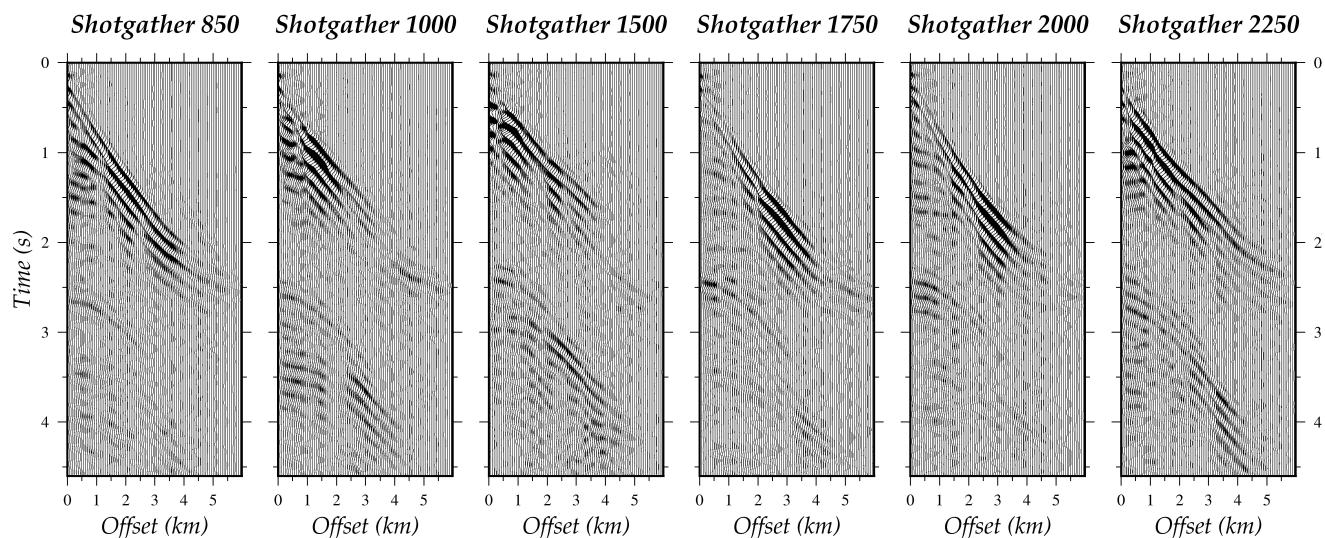 Shotgather 850 Shotgather 1000 Shotgather 1500 Shotgather 1750 Shotgather 2000 Shotgather 2250
0 0
1 1
2 2
3 3
4 4
Time (s)
0 1 2 3 4 5 0 1 2 3 4 5 0 1 2 3 4 5 0 1 2 3 4 5 0 1 2 3 4 5 0 1 2 3 4 5
Offset (km) Offset (km) Offset (km) Offset (km) Offset (km) Offset (km)